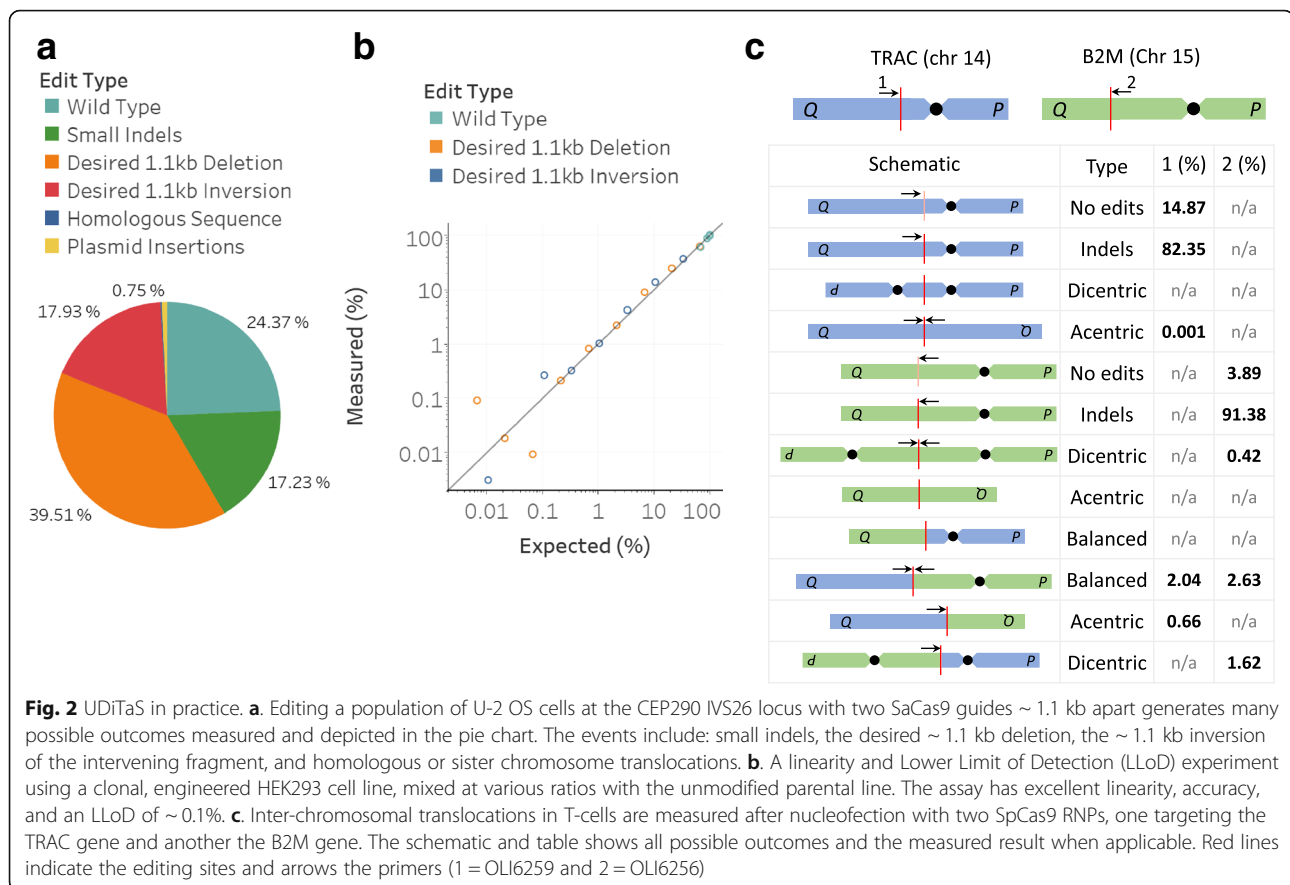 a
Edit Type
Wild Type
Small Indels
Desired 1.1kb Deletion
Desired 1.1kb Inversion
Homologous Sequence
Plasmid Insertions
0.75 %
17.93 %
24.37 %
39.51 %
17.23 %
b
Edit Type
Wild Type
Desired 1.1kb Deletion
Desired 1.1kb Inversion
Measured (%)
100
10
1
0.1
0.01
0.01 0.1 1 10 100
Expected (%)
c
TRAC (chr 14) B2M (Chr 15)
1 2
Q P Q P
Schematic Type 1 (%) 2 (%)
Q P No edits 14.87 n/a
Q P Indels 82.35 n/a
P P Dicentric n/a n/a
Q Q Acentric 0.001 n/a
Q P No edits n/a 3.89
Q P Indels n/a 91.38
P P Dicentric n/a 0.42
Q Q Acentric n/a n/a
Q P Balanced n/a n/a
Q P Balanced 2.04 2.63
Q Q Acentric 0.66 n/a
P P Dicentric n/a 1.62
Fig. 2 UDiTaS in practice. a. Editing a population of U-2 OS cells at the CEP290 IVS26 locus with two SaCas9 guides ~ 1.1 kb apart generates many
possible outcomes measured and depicted in the pie chart. The events include: small indels, the desired ~ 1.1 kb deletion, the ~ 1.1 kb inversion
of the intervening fragment, and homologous or sister chromosome translocations. b. A linearity and Lower Limit of Detection (LLoD) experiment
using a clonal, engineered HEK293 cell line, mixed at various ratios with the unmodified parental line. The assay has excellent linearity, accuracy,
and an LLoD of ~ 0.1%. c. Inter-chromosomal translocations in T-cells are measured after nucleofection with two SpCas9 RNPs, one targeting the
TRAC gene and another the B2M gene. The schematic and table shows all possible outcomes and the measured result when applicable. Red lines
indicate the editing sites and arrows the primers (1 = OLI6259 and 2 = OLI6256)